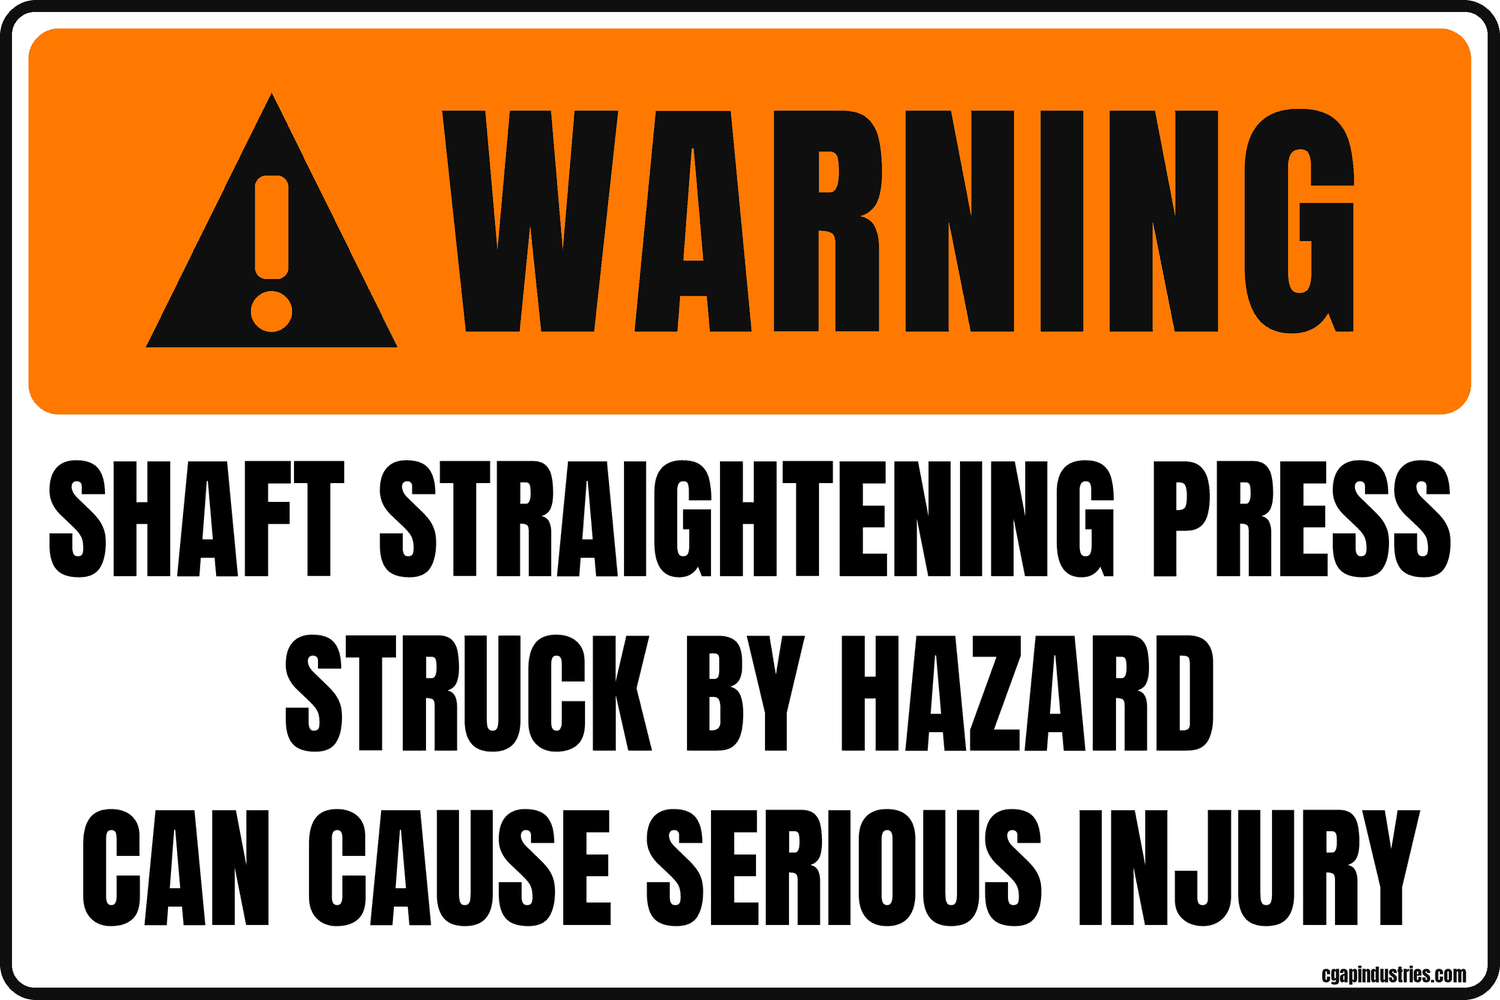 WARNING
SHAFT STRAIGHTENING PRESS
STRUCK BY HAZARD
CAN CAUSE SERIOUS INJURY
cgapindustries.com